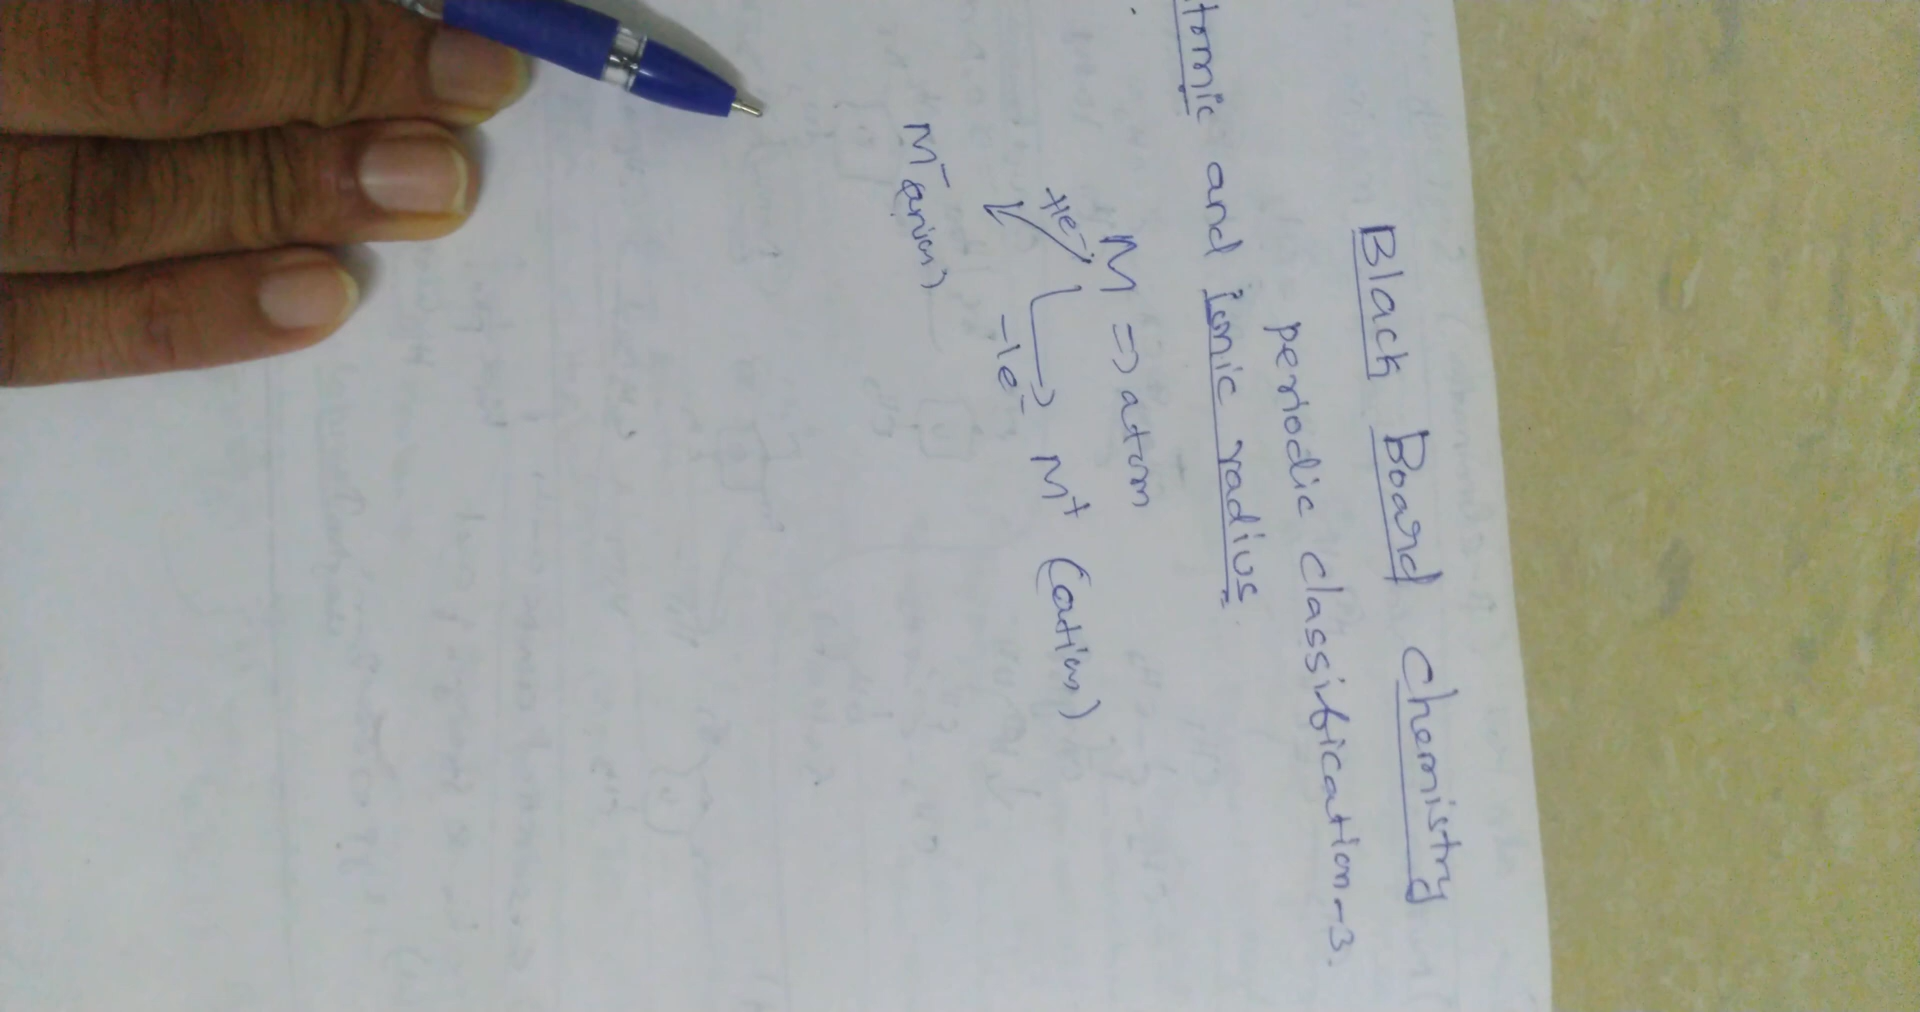 Black Board Chemistry
periodic classification-3.
tomic and ionic radius
M => atom
+1e-
-1e-
M+ (cation)
M- (anion)